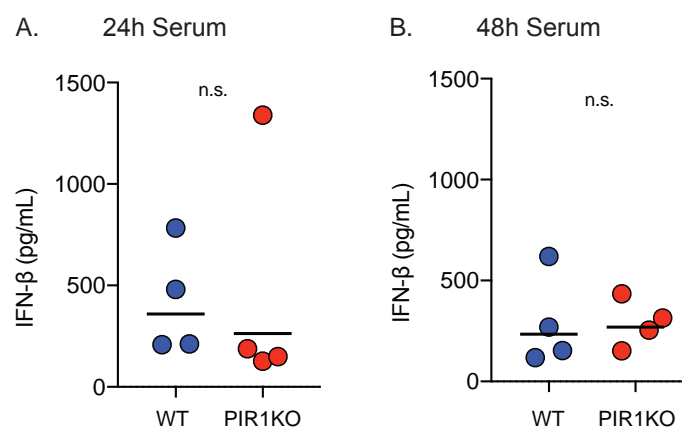 A. 24h Serum
n.s.
1500
1000
500
0
IFN-β (pg/mL)
WT PIR1KO
B. 48h Serum
n.s.
1500
1000
500
0
IFN-β (pg/mL)
WT PIR1KO